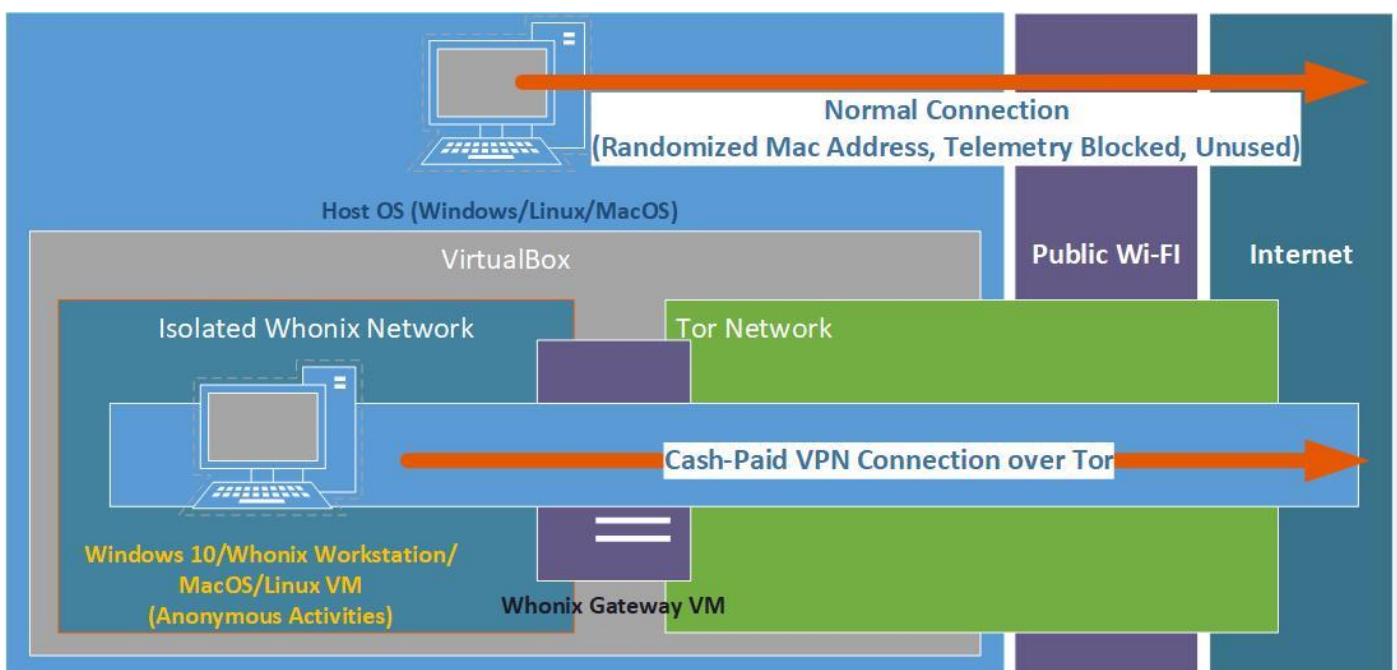 Normal Connection
(Randomized Mac Address, Telemetry Blocked, Unused)
Host OS (Windows/Linux/MacOS)
VirtualBox
Public Wi-FI
Internet
Isolated Whonix Network
Tor Network
Cash-Paid VPN Connection over Tor
Windows 10/Whonix Workstation/
MacOS/Linux VM
(Anonymous Activities)
Whonix Gateway VM